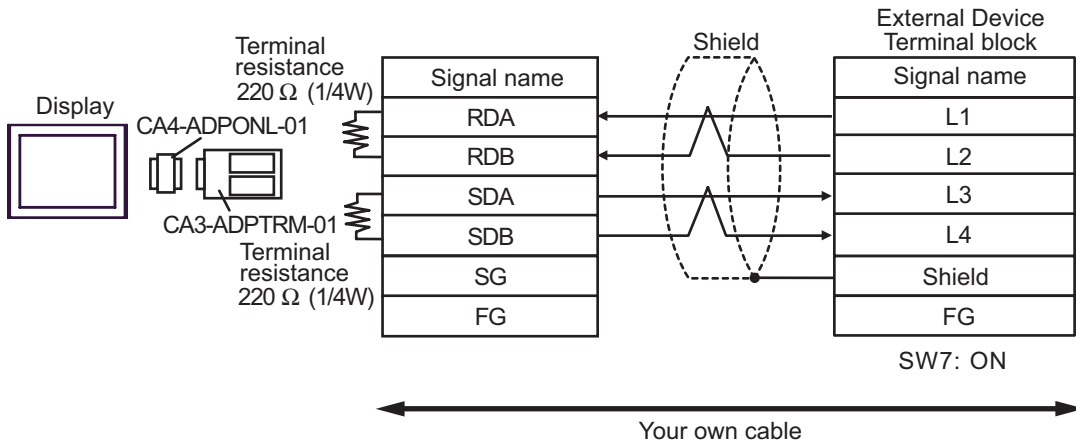 External Device
Terminal block
Shield
Terminal
resistance
220 Ω (1/4W)
Display
CA4-ADPONL-01
CA3-ADPTRM-01
Terminal
resistance
220 Ω (1/4W)
Signal name
RDA
RDB
SDA
SDB
SG
FG
Signal name
L1
L2
L3
L4
Shield
FG
SW7: ON
Your own cable